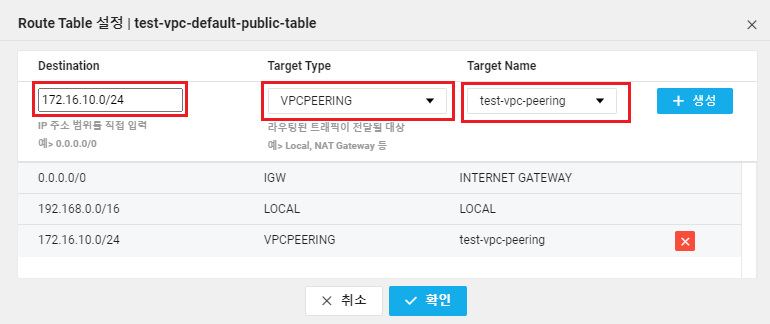 Route Table 설정 | test-vpc-default-public-table
Destination Target Type Target Name
172.16.10.0/24 VPCPEERING test-vpc-peering 생성
IP 주소 범위를 직접 입력 라우팅된 트래픽이 전달될 대상
예> 0.0.0.0/0 예> Local, NAT Gateway 등
0.0.0.0/0 IGW INTERNET GATEWAY
192.168.0.0/16 LOCAL LOCAL
172.16.10.0/24 VPCPEERING test-vpc-peering
취소 확인